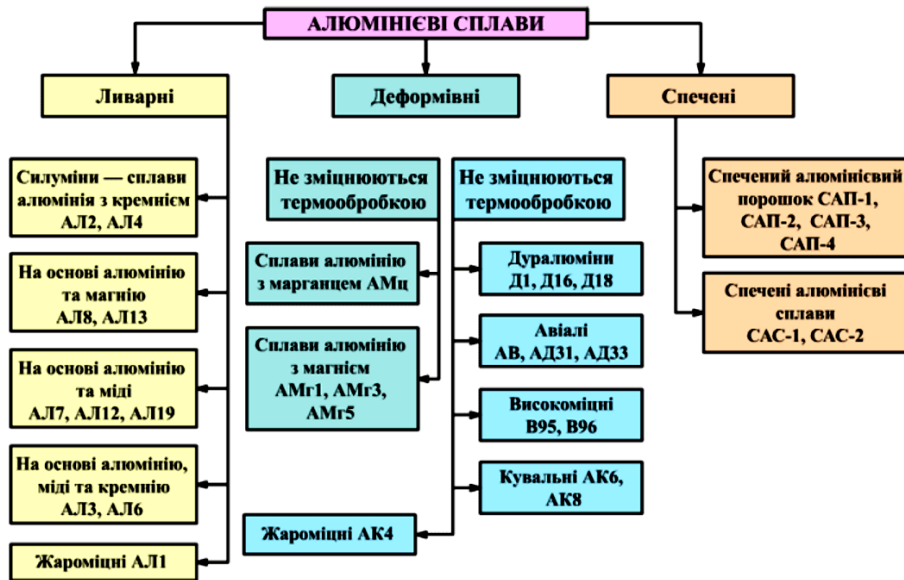 АЛЮМІНІЄВІ СПЛАВИ
Ливарні
Деформівні
Спечені
Силуміни — сплави
алюмінія з кремнієм
АЛ2, АЛ4
На основі алюмінію
та магнію
АЛ8, АЛ13
На основі алюмінію
та міді
АЛ7, АЛ12, АЛ19
На основі алюмінію,
міді та кремнію
АЛ3, АЛ6
Жароміцні АЛ1
Не зміцнюються
термообробкою
Сплави алюмінію
з марганцем АМц
Сплави алюмінію
з магнієм
АМг1, АМг3,
АМг5
Не зміцнюються
термообробкою
Дуралюміни
Д1, Д16, Д18
Авіалі
АВ, АД31, АД33
Високоміцні
В95, В96
Кувальні АК6,
АК8
Жароміцні АК4
Спечений алюмінієвий
порошок САП-1,
САП-2, САП-3,
САП-4
Спечені алюмінієві
сплави
САС-1, САС-2